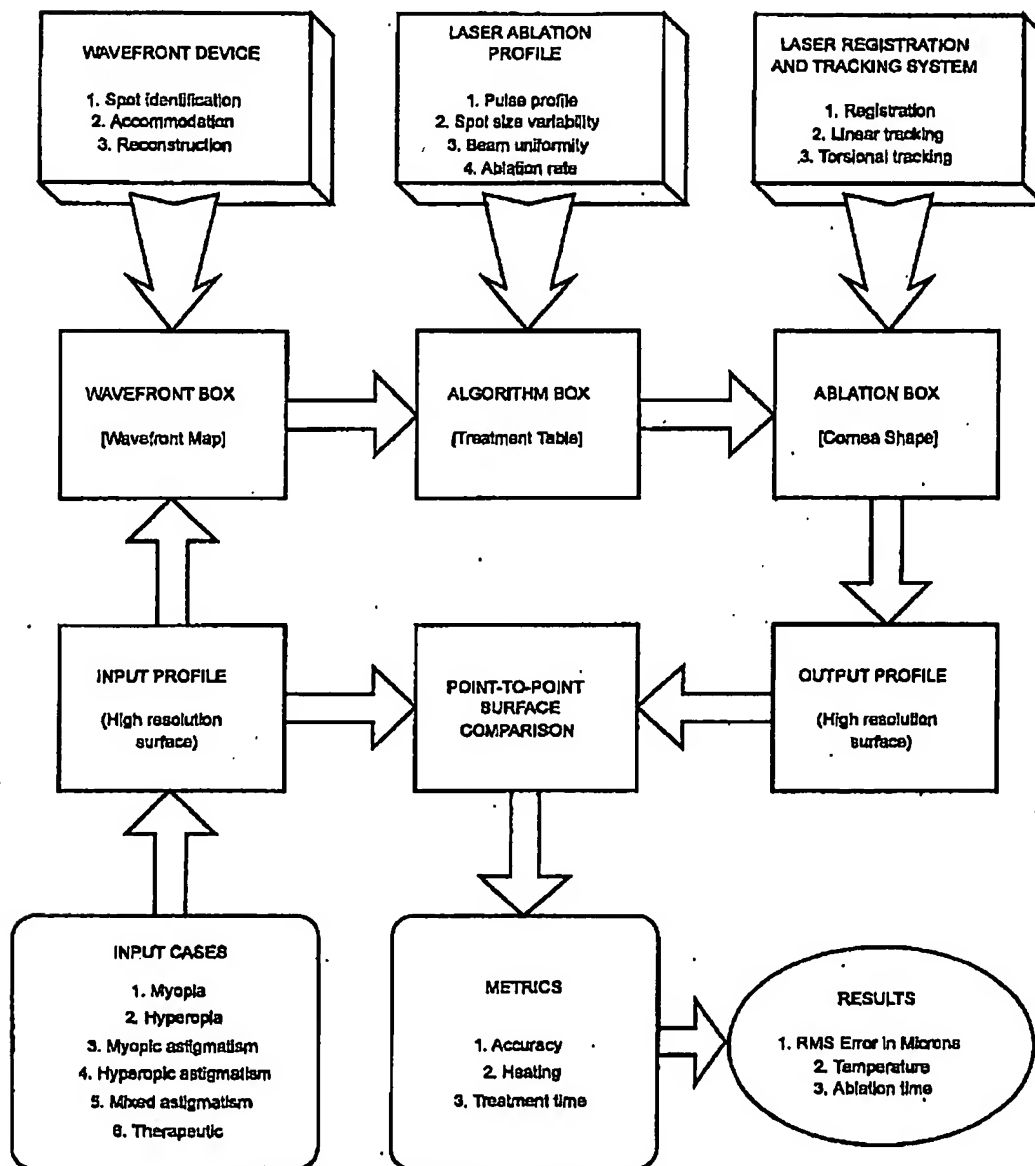 WAVEFRONT DEVICE
1. Spot identification
2. Accommodation
3. Reconstruction
LASER ABLATION
PROFILE
1. Pulse profile
2. Spot size variability
3. Beam uniformity
4. Ablation rate
LASER REGISTRATION
AND TRACKING SYSTEM
1. Registration
2. Linear tracking
3. Torsional tracking
WAVEFRONT BOX
[Wavefront Map]
ALGORITHM BOX
[Treatment Table]
ABLATION BOX
[Cornea Shape]
INPUT PROFILE
(High resolution
surface)
POINT-TO-POINT
SURFACE
COMPARISON
OUTPUT PROFILE
(High resolution
surface)
INPUT CASES
1. Myopia
2. Hyperopia
3. Myopic astigmatism
4. Hyperopic astigmatism
5. Mixed astigmatism
6. Therapeutic
METRICS
1. Accuracy
2. Heating
3. Treatment time
RESULTS
1. RMS Error in Microns
2. Temperature
3. Ablation time